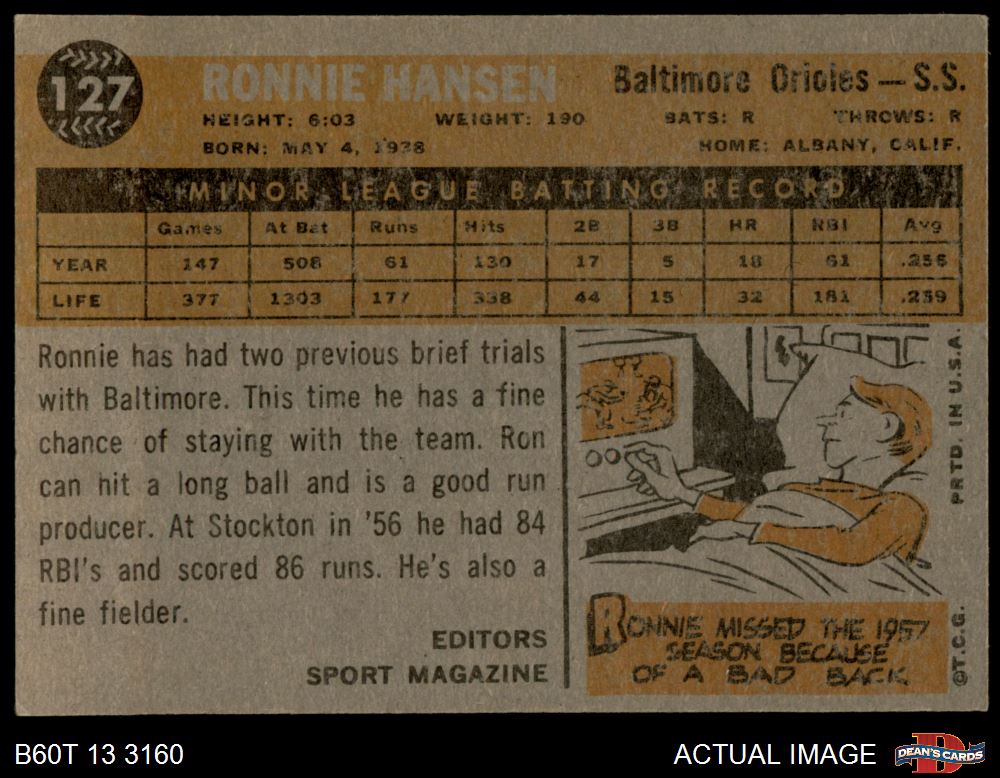 127
RONNIE HANSEN
Baltimore Orioles — S.S.
HEIGHT: 6:03 WEIGHT: 190 BATS: R THROWS: R
BORN: MAY 4, 1938 HOME: ALBANY, CALIF.
MINOR LEAGUE BATTING RECORD
Games At Bat Runs Hits 2B 3B HR RBI Avg
YEAR 147 508 61 130 17 5 18 61 .256
LIFE 377 1303 177 338 44 15 32 181 .259
Ronnie has had two previous brief trials
with Baltimore. This time he has a fine
chance of staying with the team. Ron
can hit a long ball and is a good run
producer. At Stockton in '56 he had 84
RBI's and scored 86 runs. He's also a
fine fielder.
EDITORS
SPORT MAGAZINE
RONNIE MISSED THE 1957
SEASON BECAUSE
OF A BAD BACK
PRTD. IN U.S.A.
©T.C.G.
B60T 13 3160
ACTUAL IMAGE
DEAN'S CARDS